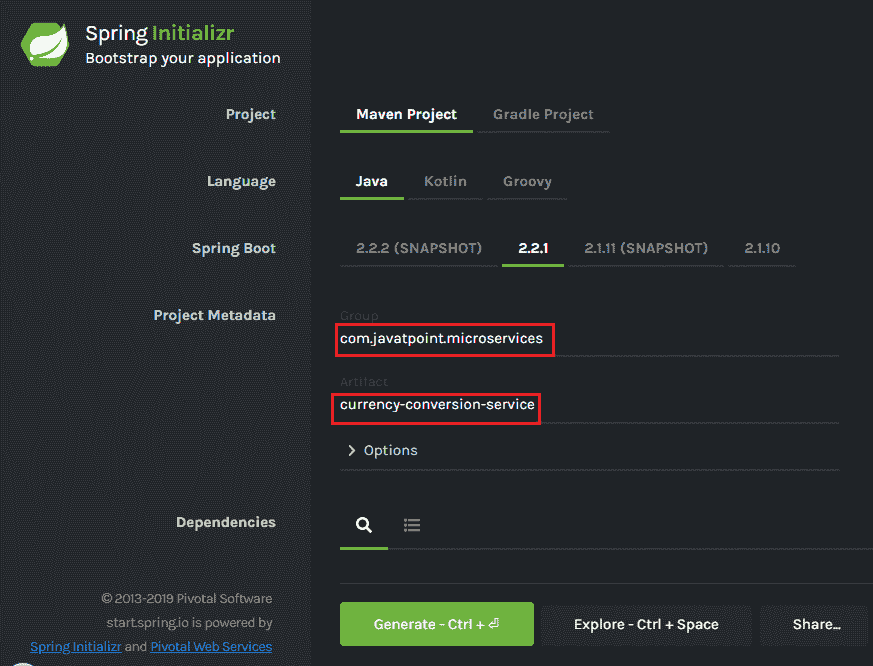 Spring Initializr
Bootstrap your application
Project
Maven Project Gradle Project
Language
Java Kotlin Groovy
Spring Boot
2.2.2 (SNAPSHOT) 2.2.1 2.1.11 (SNAPSHOT) 2.1.10
Project Metadata
Group
com.javatpoint.microservices
Artifact
currency-conversion-service
Options
Dependencies
© 2013-2019 Pivotal Software
start.spring.io is powered by
Spring Initializr and Pivotal Web Services
Generate - Ctrl + ⏎ Explore - Ctrl + Space Share...